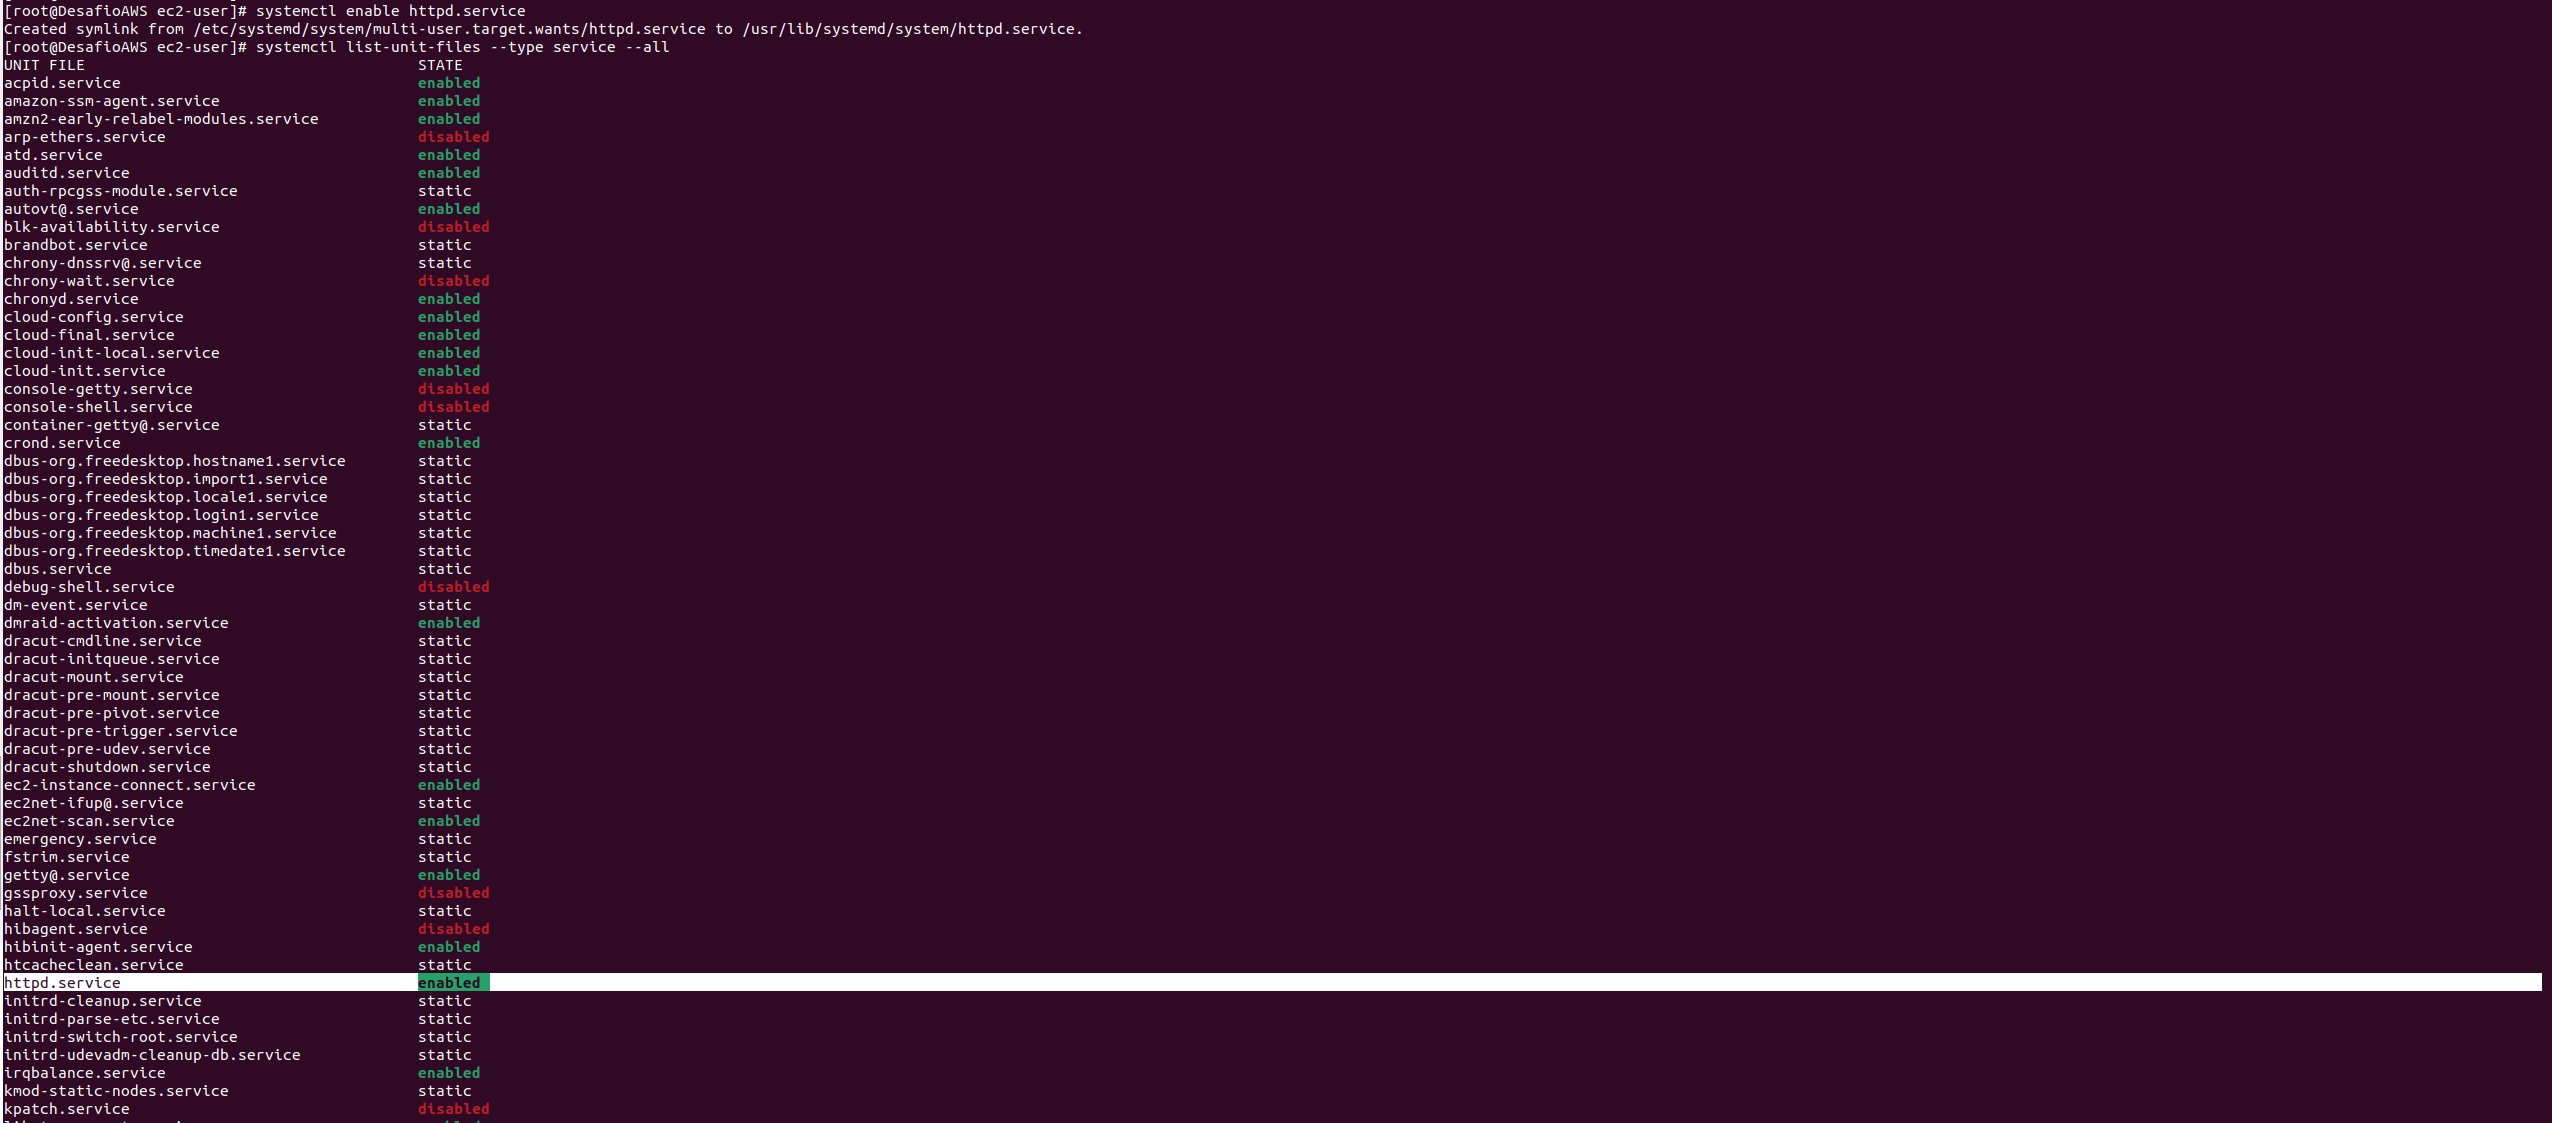 [root@DesafioAWS ec2-user]# systemctl enable httpd.service
Created symlink from /etc/systemd/system/multi-user.target.wants/httpd.service to /usr/lib/systemd/system/httpd.service.
[root@DesafioAWS ec2-user]# systemctl list-unit-files --type service --all
UNIT FILE STATE
acpid.service enabled
amazon-ssm-agent.service enabled
amzn2-early-relabel-modules.service enabled
arp-ethers.service disabled
atd.service enabled
auditd.service enabled
auth-rpcgss-module.service static
autovt@.service enabled
blk-availability.service disabled
brandbot.service static
chrony-dnssrv@.service static
chrony-wait.service disabled
chronyd.service enabled
cloud-config.service enabled
cloud-final.service enabled
cloud-init-local.service enabled
cloud-init.service enabled
console-getty.service disabled
console-shell.service disabled
container-getty@.service static
crond.service enabled
dbus-org.freedesktop.hostname1.service static
dbus-org.freedesktop.import1.service static
dbus-org.freedesktop.locale1.service static
dbus-org.freedesktop.login1.service static
dbus-org.freedesktop.machine1.service static
dbus-org.freedesktop.timedate1.service static
dbus.service static
debug-shell.service disabled
dm-event.service static
dmraid-activation.service enabled
dracut-cmdline.service static
dracut-initqueue.service static
dracut-mount.service static
dracut-pre-mount.service static
dracut-pre-pivot.service static
dracut-pre-trigger.service static
dracut-pre-udev.service static
dracut-shutdown.service static
ec2-instance-connect.service enabled
ec2net-ifup@.service static
ec2net-scan.service enabled
emergency.service static
fstrim.service static
getty@.service enabled
gssproxy.service disabled
halt-local.service static
hibagent.service disabled
hibinit-agent.service enabled
htcacheclean.service static
httpd.service enabled
initrd-cleanup.service static
initrd-parse-etc.service static
initrd-switch-root.service static
initrd-udevadm-cleanup-db.service static
irqbalance.service enabled
kmod-static-nodes.service static
kpatch.service disabled